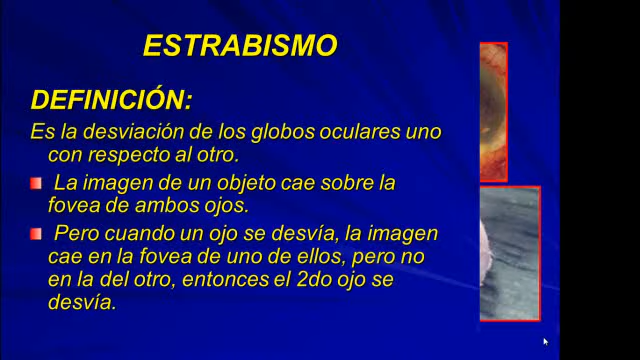 ESTRABISMO
DEFINICIÓN:
Es la desviación de los globos oculares uno
con respecto al otro.
La imagen de un objeto cae sobre la
fovea de ambos ojos.
Pero cuando un ojo se desvía, la imagen
cae en la fovea de uno de ellos, pero no
en la del otro, entonces el 2do ojo se
desvía.